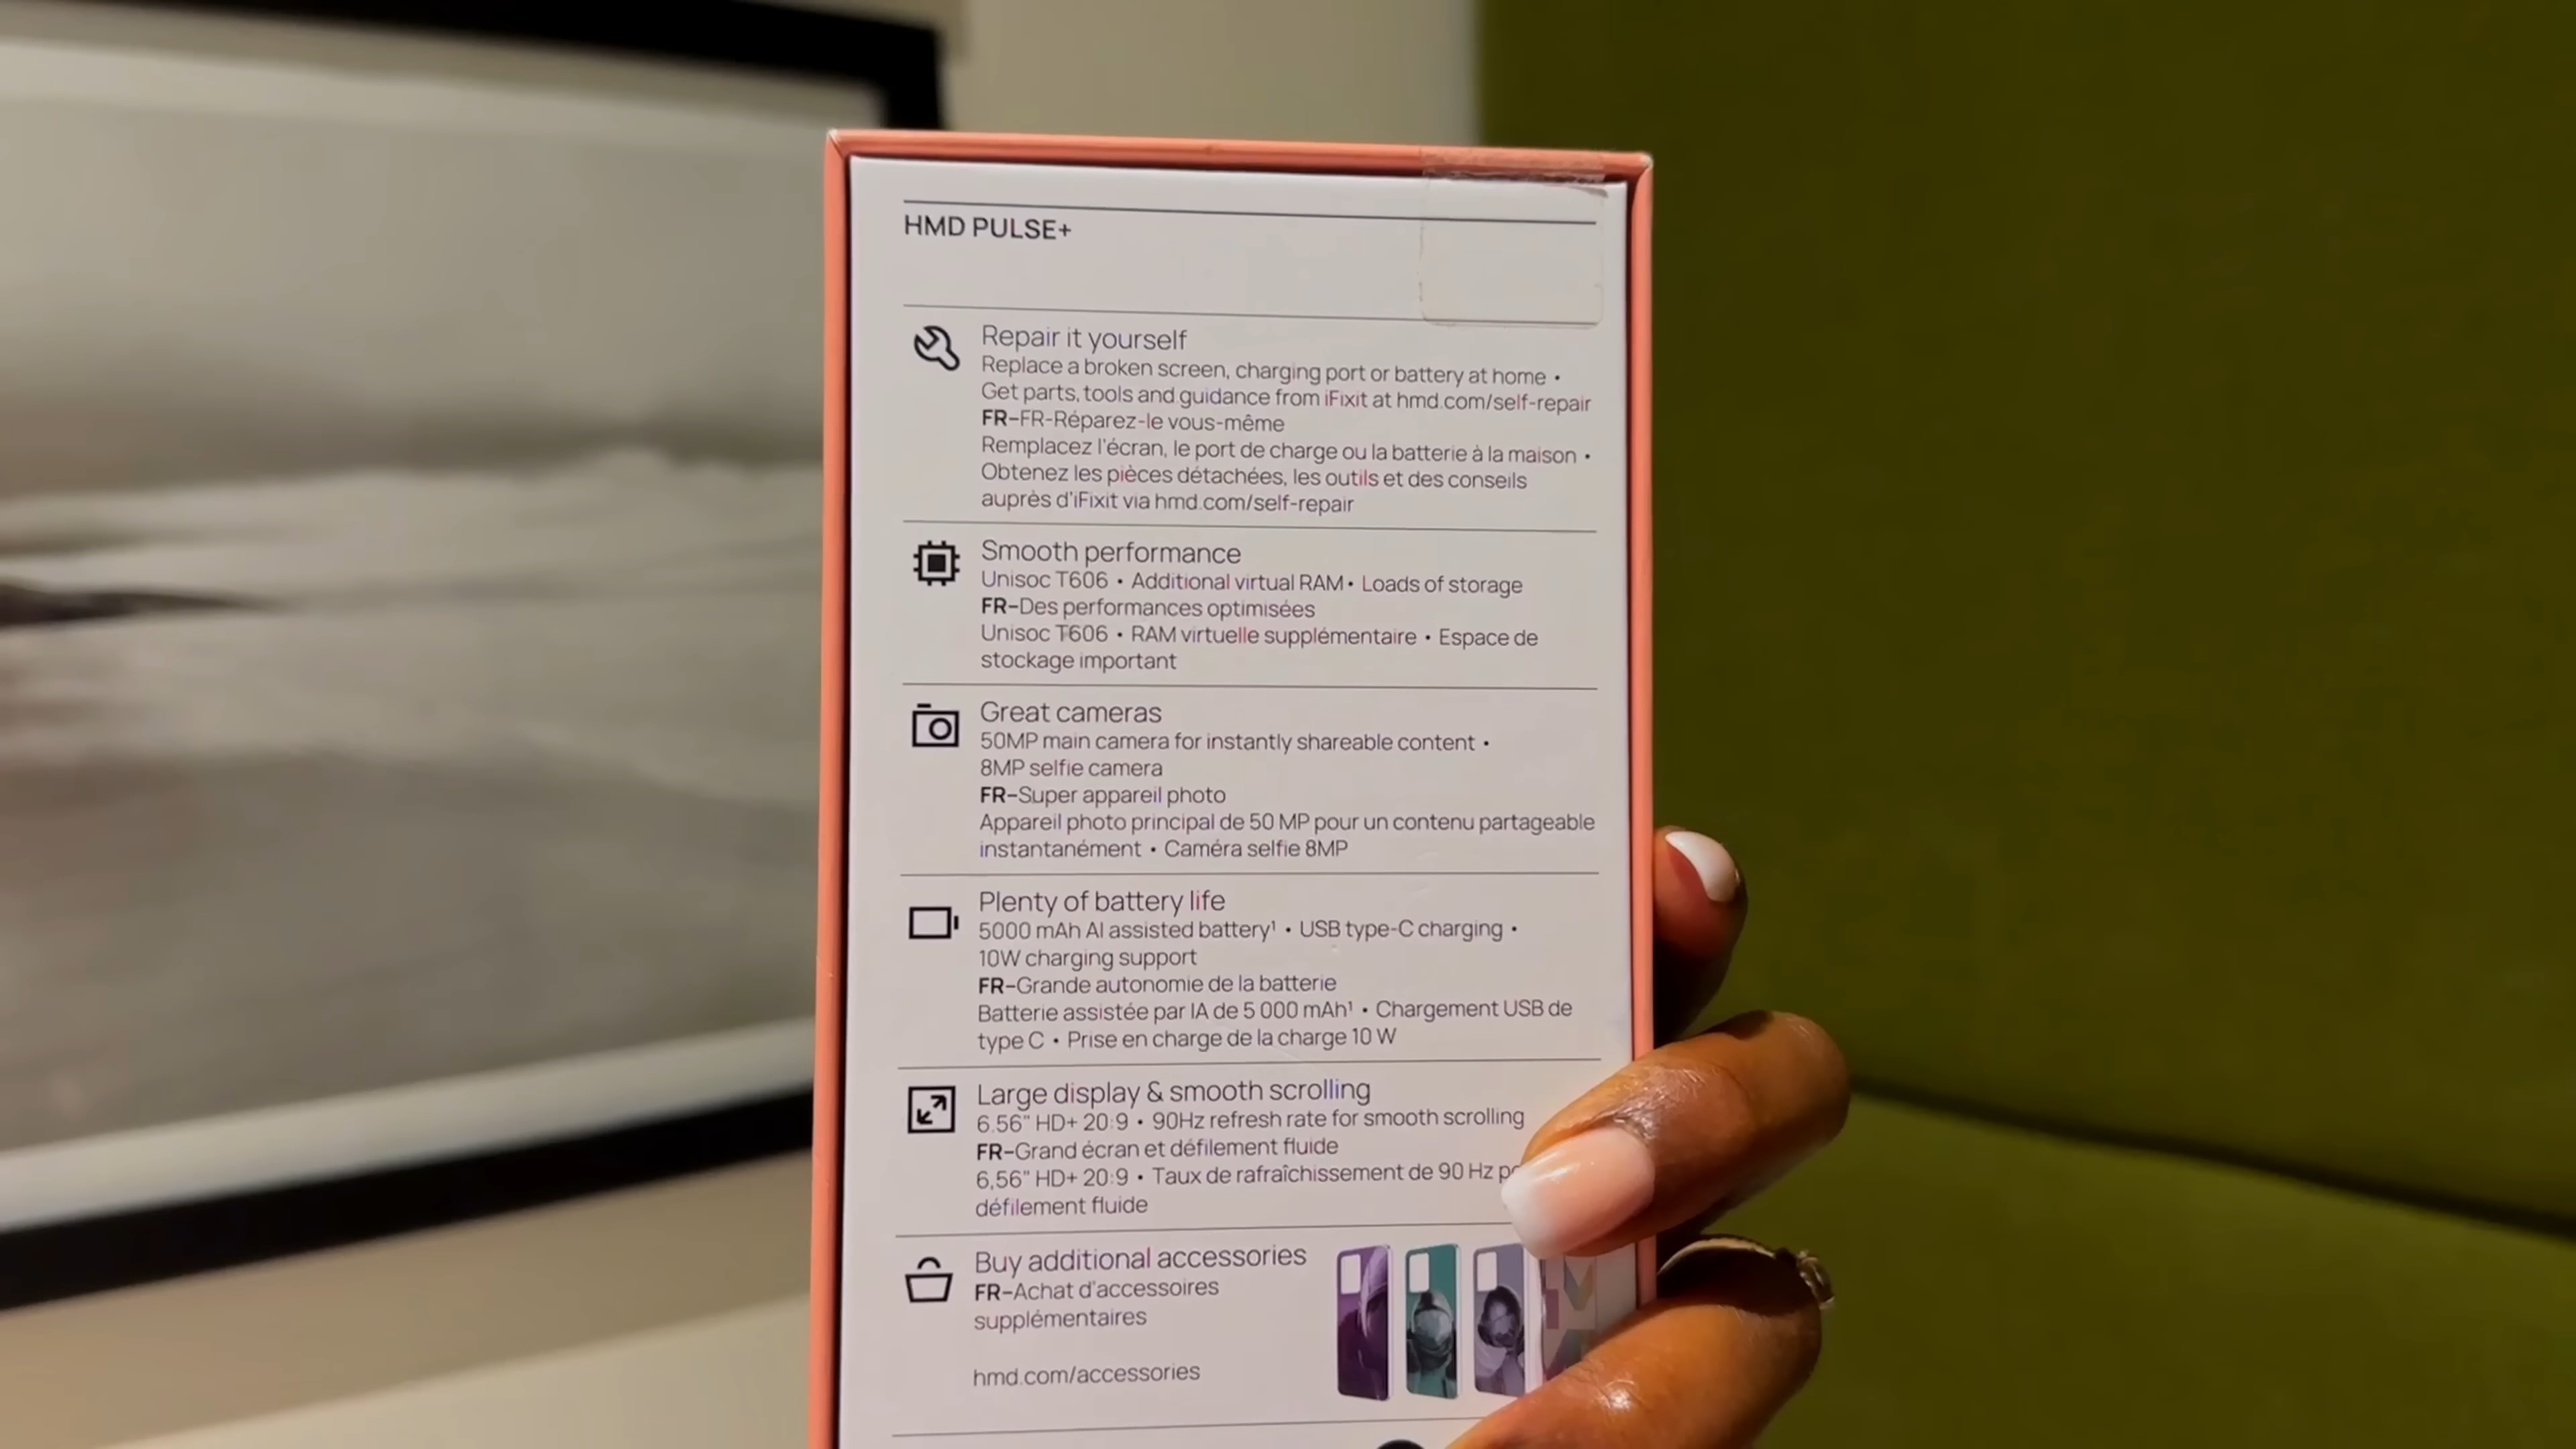 HMD PULSE+
Repair it yourself
Replace a broken screen, charging port or battery at home •
Get parts, tools and guidance from iFixit at hmd.com/self-repair
FR–FR-Réparez-le vous-même
Remplacez l'écran, le port de charge ou la batterie à la maison •
Obtenez les pièces détachées, les outils et des conseils
auprès d'iFixit via hmd.com/self-repair
Smooth performance
Unisoc T606 • Additional virtual RAM • Loads of storage
FR–Des performances optimisées
Unisoc T606 • RAM virtuelle supplémentaire • Espace de
stockage important
Great cameras
50MP main camera for instantly shareable content •
8MP selfie camera
FR–Super appareil photo
Appareil photo principal de 50 MP pour un contenu partageable
instantanément • Caméra selfie 8MP
Plenty of battery life
5000 mAh AI assisted battery¹ • USB type-C charging •
10W charging support
FR–Grande autonomie de la batterie
Batterie assistée par IA de 5 000 mAh¹ • Chargement USB de
type C • Prise en charge de la charge 10 W
Large display & smooth scrolling
6.56" HD+ 20:9 • 90Hz refresh rate for smooth scrolling
FR–Grand écran et défilement fluide
6,56" HD+ 20:9 • Taux de rafraîchissement de 90 Hz
défilement fluide
Buy additional accessories
FR–Achat d'accessoires
supplémentaires
hmd.com/accessories